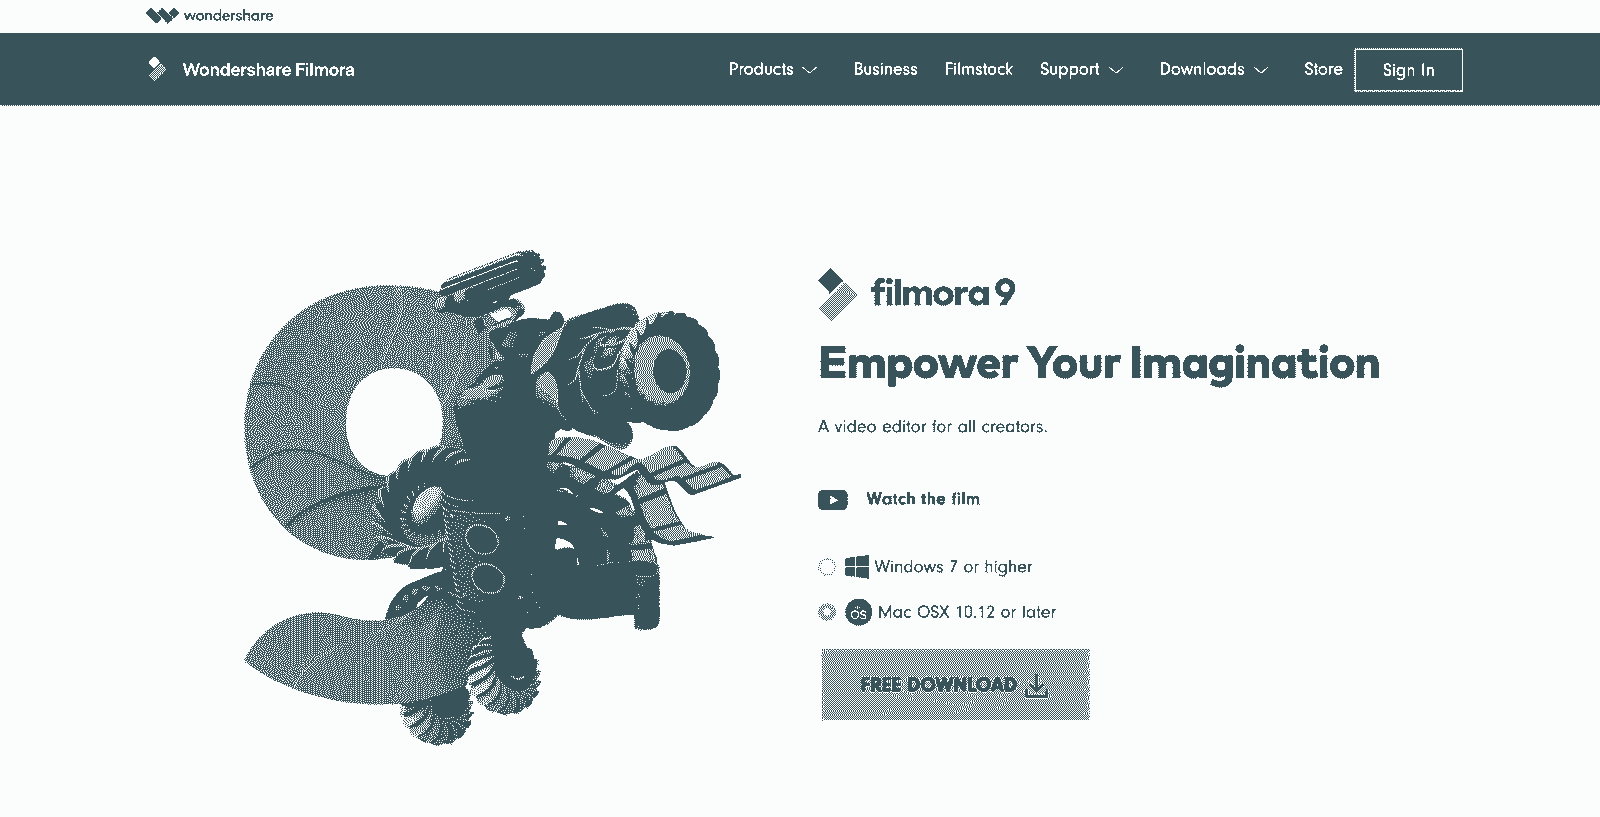 wondershare
Wondershare Filmora
Products
Business
Filmstock
Support
Downloads
Store
Sign In
filmora9
Empower Your Imagination
A video editor for all creators.
Watch the film
Windows 7 or higher
OS Mac OSX 10.12 or later
FREE DOWNLOAD